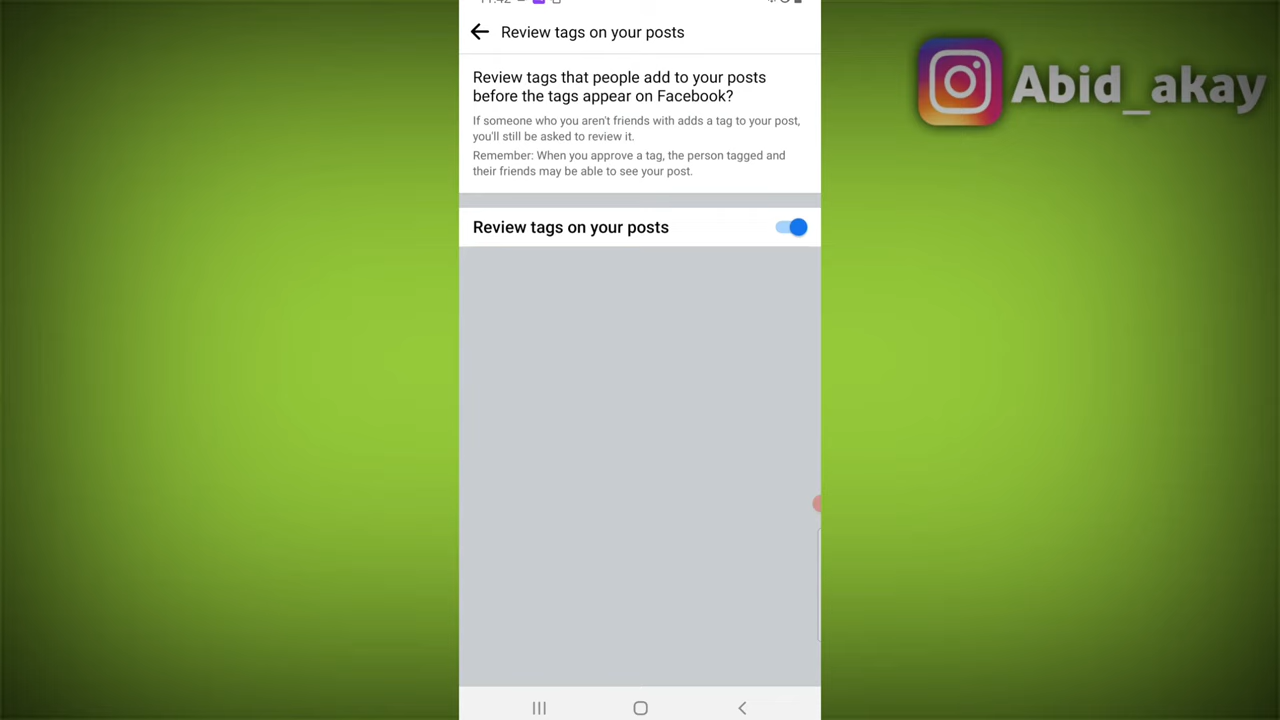 Review tags on your posts
Abid_akay
Review tags that people add to your posts
before the tags appear on Facebook?
If someone who you aren't friends with adds a tag to your post,
you'll still be asked to review it.
Remember: When you approve a tag, the person tagged and
their friends may be able to see your post.
Review tags on your posts